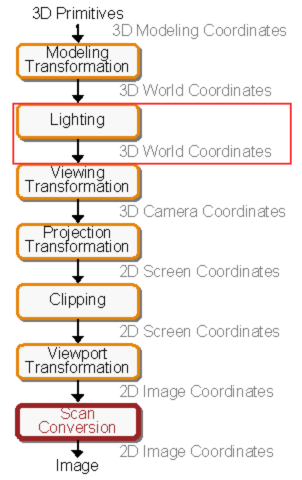 3D Primitives
3D Modeling Coordinates
Modeling
Transformation
3D World Coordinates
Lighting
3D World Coordinates
Viewing
Transformation
3D Camera Coordinates
Projection
Transformation
2D Screen Coordinates
Clipping
2D Screen Coordinates
Viewport
Transformation
2D Image Coordinates
Scan
Conversion
2D Image Coordinates
Image